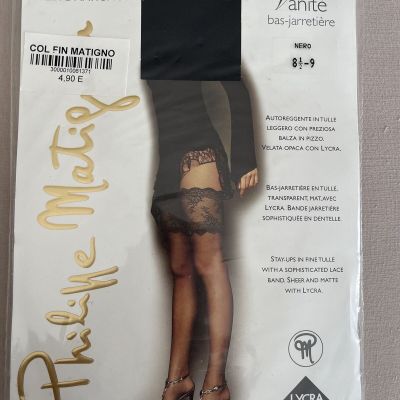 Vanité
bas-jarretière
COL FIN MATIGNO
3000010061371
4,90 E
NERO
8½-9
Philippe Matig
AUTOREGGENTE IN TULLE
LEGGERO CON PREZIOSA
BALZA IN PIZZO.
VELATA OPACA CON LYCRA.
BAS-JARRETIÈRE EN TULLE,
TRANSPARENT, MAT, AVEC
LYCRA. BANDE JARRETIÈRE
SOPHISTIQUÉE EN DENTELLE
STAY-UPS IN FINE TULLE
WITH A SOPHISTICATED LACE
BAND. SHEER AND MATTE
WITH LYCRA.
LYCRA